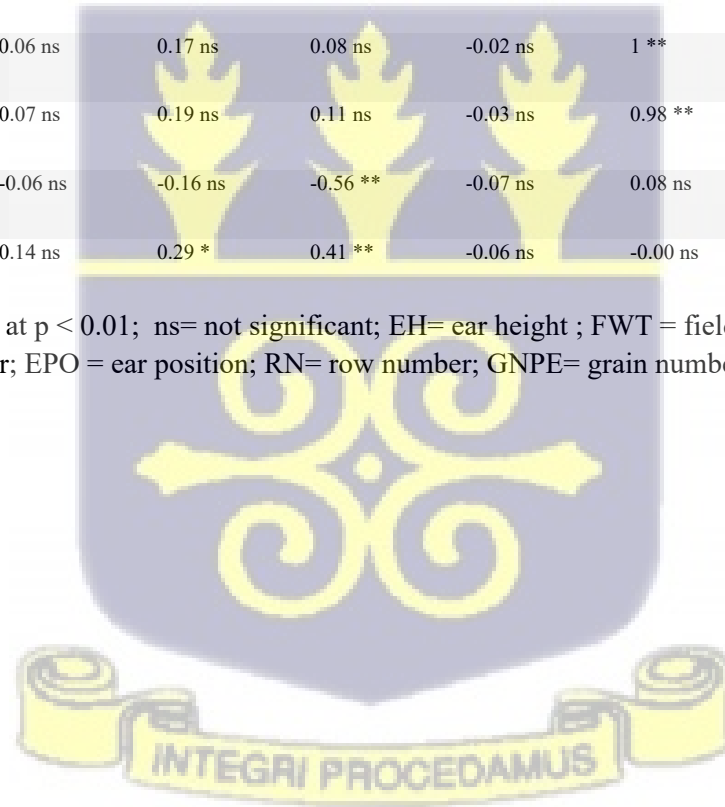 0.06 ns 0.17 ns 0.08 ns -0.02 ns 1 **
0.07 ns 0.19 ns 0.11 ns -0.03 ns 0.98 **
-0.06 ns -0.16 ns -0.56 ** -0.07 ns 0.08 ns
0.14 ns 0.29 * 0.41 ** -0.06 ns -0.00 ns
at p < 0.01; ns= not significant; EH= ear height ; FWT = fiel
r; EPO = ear position; RN= row number; GNPE= grain numbe
INTEGRI PROCEDAMUS